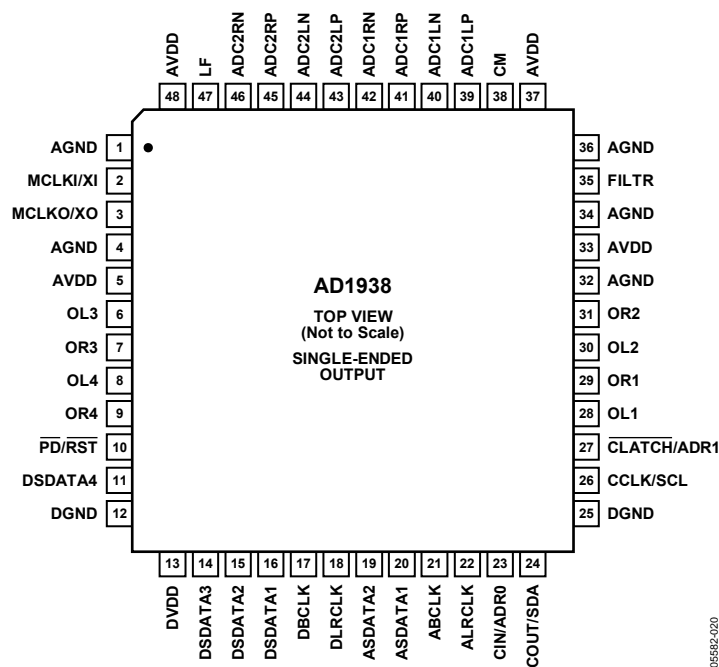 AVDD
LF
ADC2RN
ADC2RP
ADC2LN
ADC2LP
ADC1RN
ADC1RP
ADC1LN
ADC1LP
CM
AVDD
48 47 46 45 44 43 42 41 40 39 38 37
AGND 1
MCLKI/XI 2
MCLKO/XO 3
AGND 4
AVDD 5
OL3 6
OR3 7
OL4 8
OR4 9
PD/RST 10
DSDATA4 11
DGND 12
AD1938
TOP VIEW
(Not to Scale)
SINGLE-ENDED
OUTPUT
36 AGND
35 FILTR
34 AGND
33 AVDD
32 AGND
31 OR2
30 OL2
29 OR1
28 OL1
27 CLATCH/ADR1
26 CCLK/SCL
25 DGND
13 14 15 16 17 18 19 20 21 22 23 24
DVDD
DSDATA3
DSDATA2
DSDATA1
DBCLK
DLRCLK
ASDATA2
ASDATA1
ABCLK
ALRCLK
CIN/ADR0
COUT/SDA
05582-020